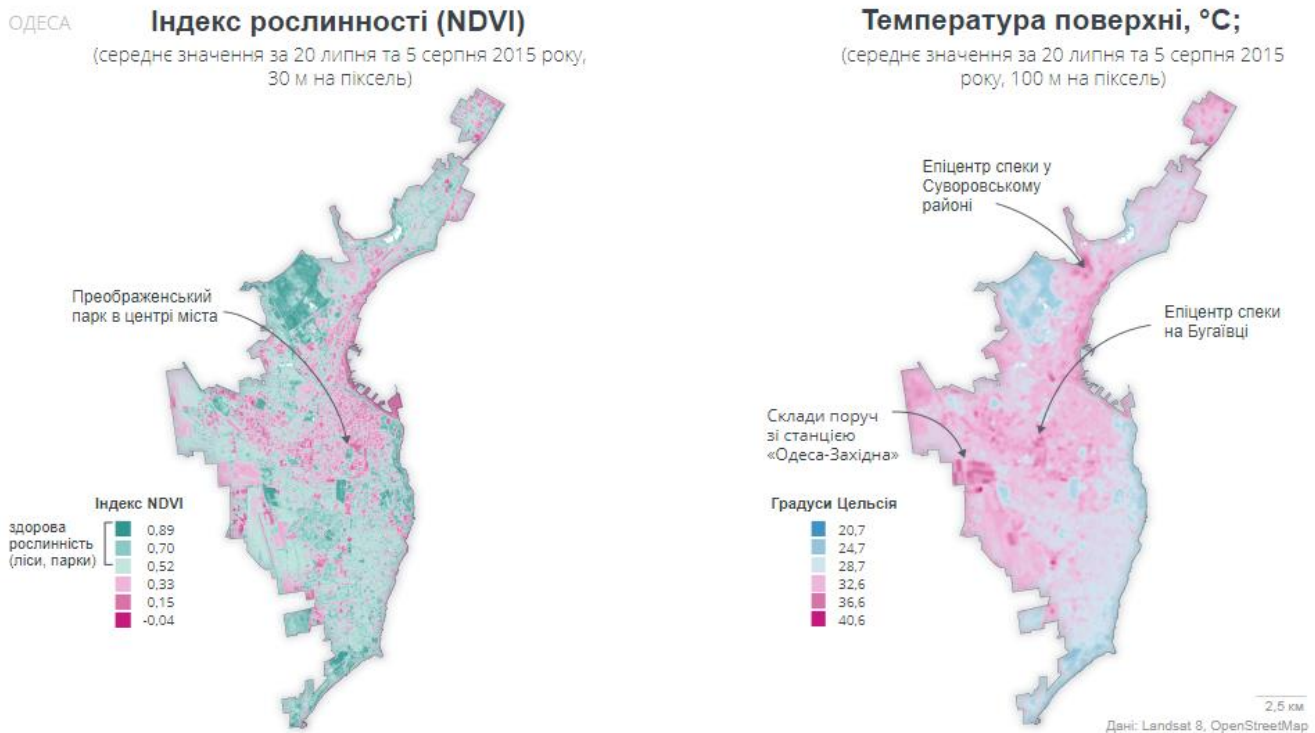 ОДЕСА
Індекс рослинності (NDVI)
(середнє значення за 20 липня та 5 серпня 2015 року,
30 м на піксель)
Преображенський
парк в центрі міста
Індекс NDVI
здорова
рослинність
(ліси, парки)
0,89
0,70
0,52
0,33
0,15
-0,04
Температура поверхні, °C;
(середнє значення за 20 липня та 5 серпня 2015
року, 100 м на піксель)
Епіцентр спеки у
Суворовському
районі
Епіцентр спеки
на Бугаївці
Склади поруч
зі станцією
«Одеса-Західна»
Градуси Цельсія
20,7
24,7
28,7
32,6
36,6
40,6
2,5 км
Дані: Landsat 8, OpenStreetMap